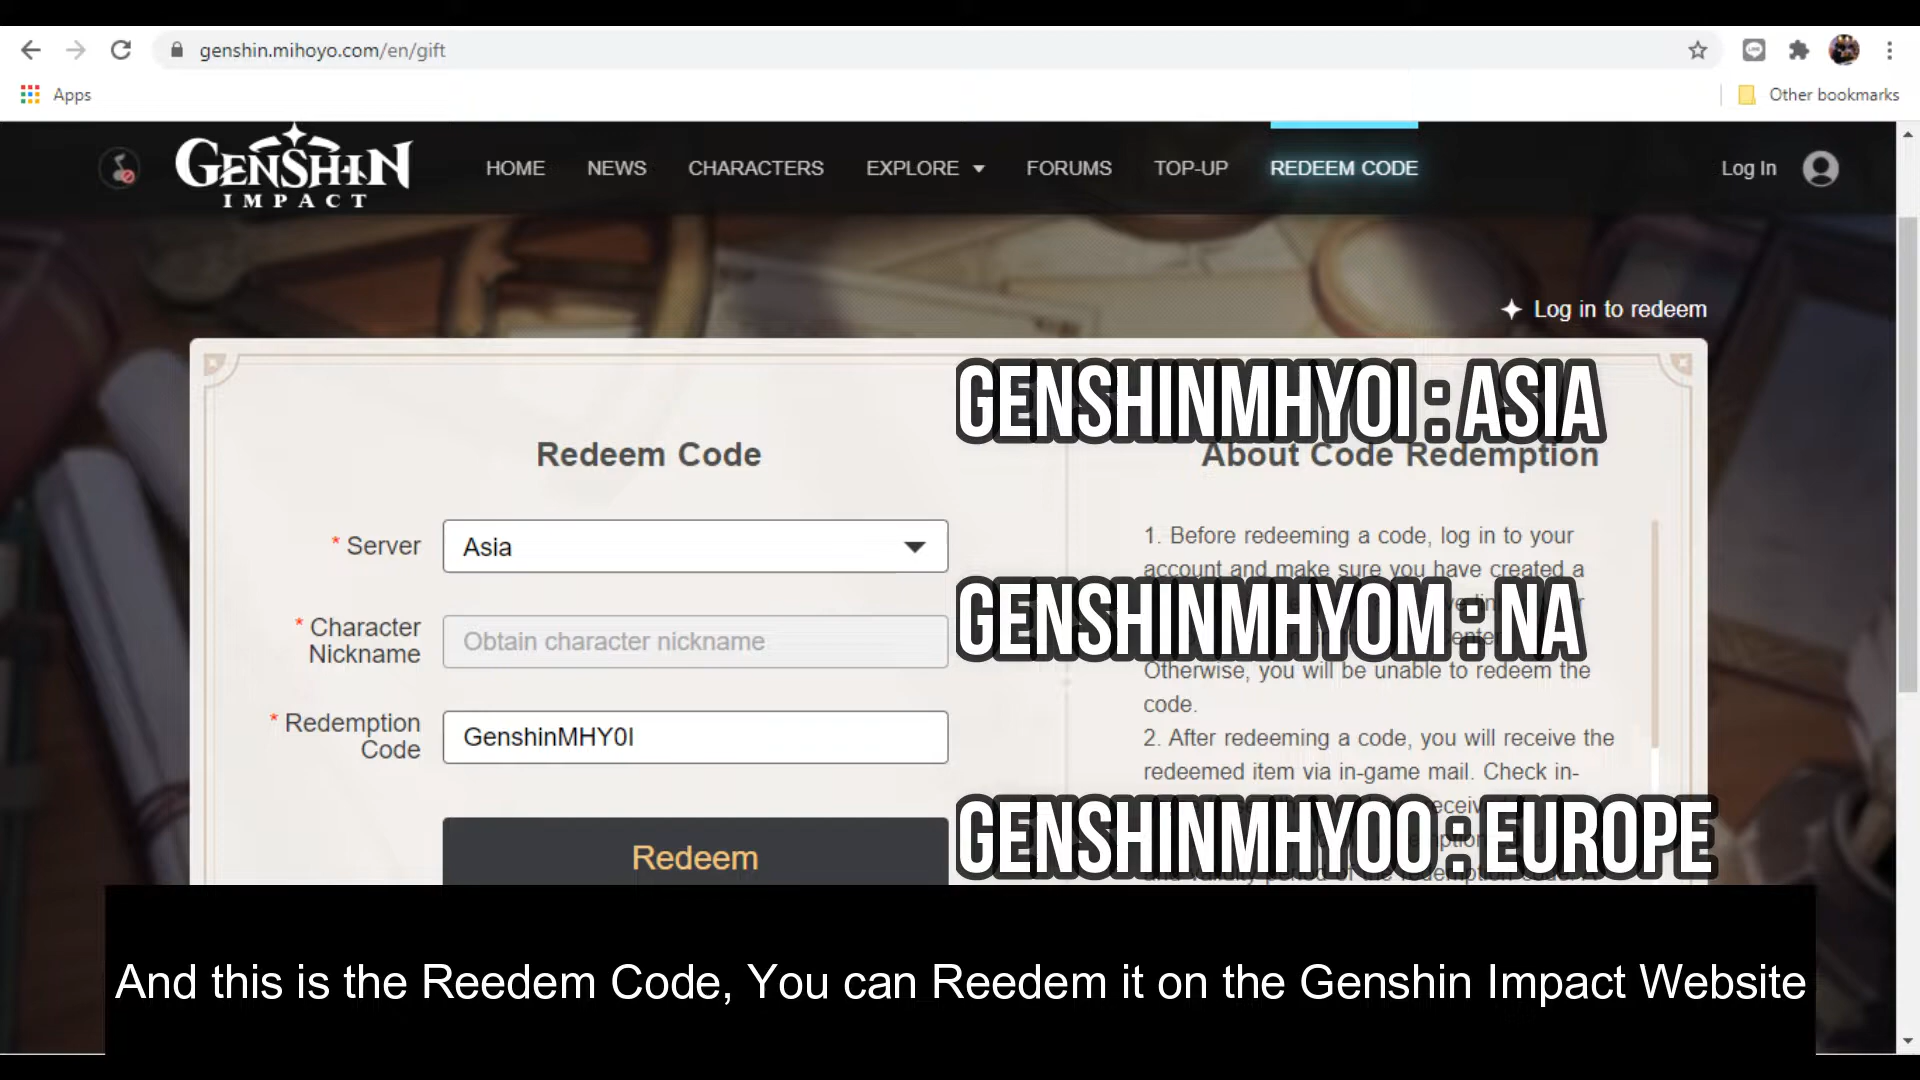 genshin.mihoyo.com/en/gift
Apps
Other bookmarks
GENSHIN
IMPACT
HOME
NEWS
CHARACTERS
EXPLORE
FORUMS
TOP-UP
REDEEM CODE
Log In
Log in to redeem
GENSHINMHY0I : ASIA
Redeem Code
About Code Redemption
* Server
Asia
1. Before redeeming a code, log in to your
account and make sure you have created a
* Character
Nickname
Obtain character nickname
GENSHINMHY0M : NA
Otherwise, you will be unable to redeem the
code.
* Redemption
Code
GenshinMHY0I
2. After redeeming a code, you will receive the
redeemed item via in-game mail. Check in-
GENSHINMHY0O : EUROPE
Redeem
And this is the Reedem Code, You can Reedem it on the Genshin Impact Website